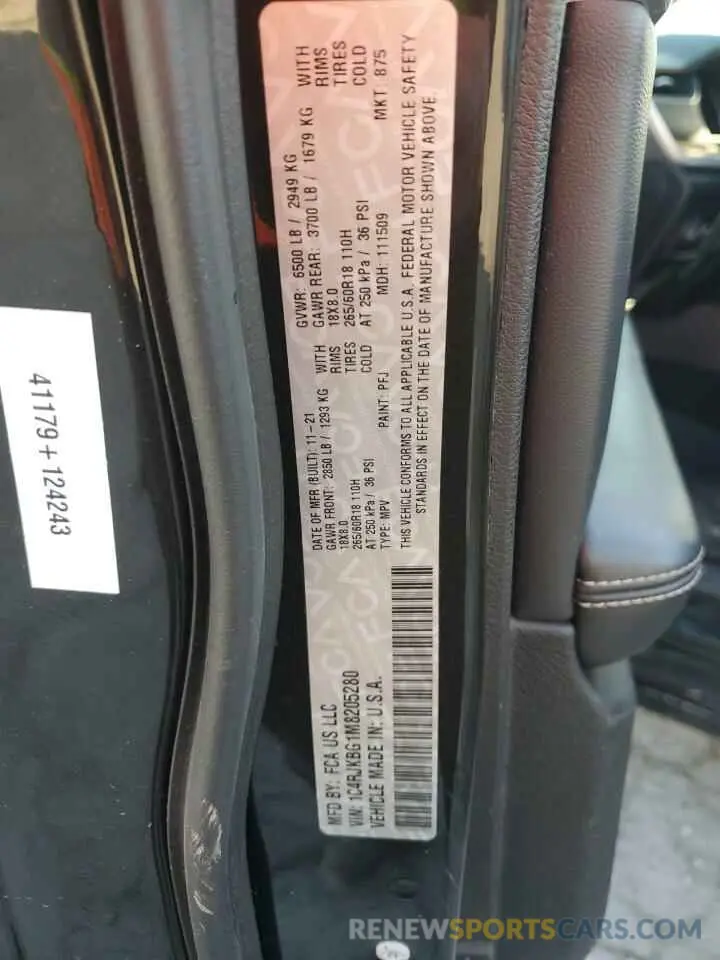 MFD BY: FCA US LLC
DATE OF MFR (BUILT): 11-21
GVWR: 6500 LB / 2949 KG
GAWR FRONT: 2850 LB / 1293 KG WITH
GAWR REAR: 3700 LB / 1679 KG WITH
18X8.0 RIMS
18X8.0 RIMS
265/60R18 110H TIRES
265/60R18 110H TIRES
AT 250 kPa / 36 PSI COLD
AT 250 kPa / 36 PSI COLD
VIN: 1C4RJKBG1M8205280
TYPE: MPV
PAINT: PFJ
MDH: 111509
MKT 875
VEHICLE MADE IN: U.S.A.
THIS VEHICLE CONFORMS TO ALL APPLICABLE U.S.A. FEDERAL MOTOR VEHICLE SAFETY
STANDARDS IN EFFECT ON THE DATE OF MANUFACTURE SHOWN ABOVE.
41179+124243
RENEWSPORTSCARS.COM